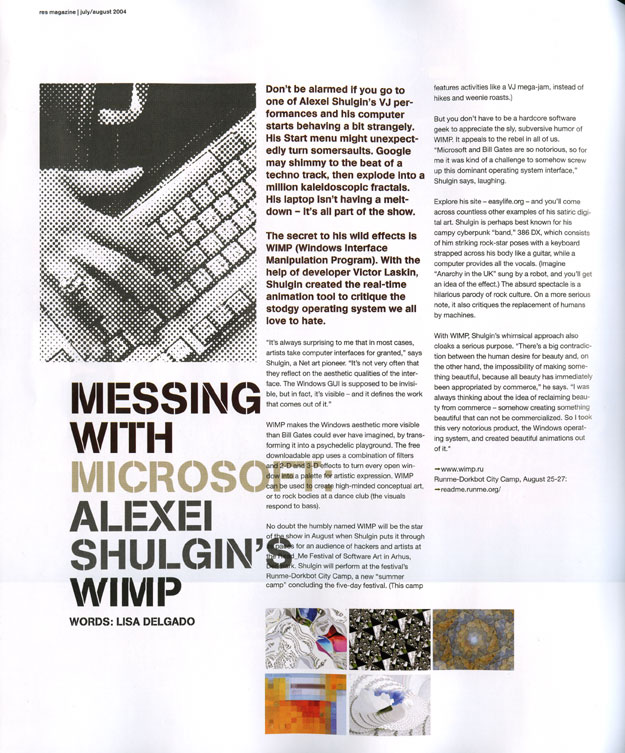 res magazine | july/august 2004
Don't be alarmed if you go to
one of Alexei Shulgin's VJ per-
formances and his computer
starts behaving a bit strangely.
His Start menu might unexpect-
edly turn somersaults. Google
may shimmy to the beat of a
techno track, then explode into a
million kaleidoscopic fractals.
His laptop isn't having a melt-
down – it's all part of the show.
The secret to his wild effects is
WIMP (Windows Interface
Manipulation Program). With the
help of developer Victor Laskin,
Shulgin created the real-time
animation tool to critique the
stodgy operating system we all
love to hate.
"It's always surprising to me that in most cases,
artists take computer interfaces for granted," says
Shulgin, a Net art pioneer. "It's not very often that
they reflect on the aesthetic qualities of the inter-
face. The Windows GUI is supposed to be invisi-
ble, but in fact, it's visible – and it defines the work
that comes out of it."
WIMP makes the Windows aesthetic more visible
than Bill Gates could ever have imagined, by trans-
forming it into a psychedelic playground. The free
downloadable app uses a combination of filters
and 2-D and 3-D effects to turn every open win-
dow into a palette for artistic expression. WIMP
can be used to create high-minded conceptual art,
or to rock bodies at a dance club (the visuals
respond to bass).
No doubt the humbly named WIMP will be the star
of the show in August when Shulgin puts it through
its paces for an audience of hackers and artists at
the Read_Me Festival of Software Art in Arhus,
Denmark. Shulgin will perform at the festival's
Runme-Dorkbot City Camp, a new "summer
camp" concluding the five-day festival. (This camp
features activities like a VJ mega-jam, instead of
hikes and weenie roasts.)
But you don't have to be a hardcore software
geek to appreciate the sly, subversive humor of
WIMP. It appeals to the rebel in all of us.
"Microsoft and Bill Gates are so notorious, so for
me it was kind of a challenge to somehow screw
up this dominant operating system interface,"
Shulgin says, laughing.
Explore his site – easylife.org – and you'll come
across countless other examples of his satiric digi-
tal art. Shulgin is perhaps best known for his
campy cyberpunk "band," 386 DX, which consists
of him striking rock-star poses with a keyboard
strapped across his body like a guitar, while a
computer provides all the vocals. (Imagine
"Anarchy in the UK" sung by a robot, and you'll get
an idea of the effect.) The absurd spectacle is a
hilarious parody of rock culture. On a more serious
note, it also critiques the replacement of humans
by machines.
With WIMP, Shulgin's whimsical approach also
cloaks a serious purpose. "There's a big contradic-
tion between the human desire for beauty and, on
the other hand, the impossibility of making some-
thing beautiful, because all beauty has immediately
been appropriated by commerce," he says. "I was
always thinking about the idea of reclaiming beau-
ty from commerce – somehow creating something
beautiful that can not be commercialized. So I took
this very notorious product, the Windows operat-
ing system, and created beautiful animations out
of it."
➞www.wimp.ru
Runme-Dorkbot City Camp, August 25-27:
➞readme.runme.org/
MESSING
WITH
MICROSOFT:
ALEXEI
SHULGIN'S
WIMP
WORDS: LISA DELGADO